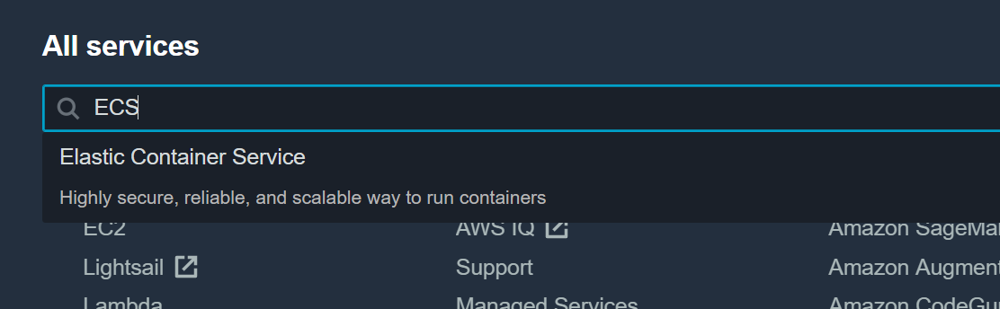 All services
ECS
Elastic Container Service
Highly secure, reliable, and scalable way to run containers
EC2
AWS IQ
Amazon SageMa
Lightsail
Support
Amazon Augment
Lambda
Managed Services
Amazon CodeGu